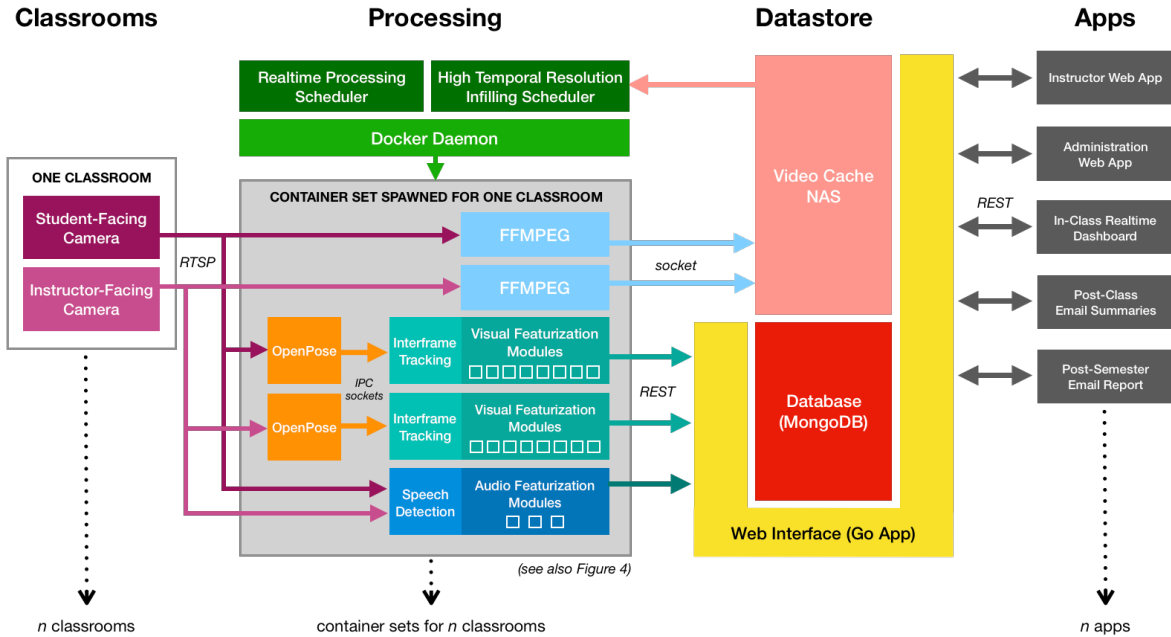 Classrooms
Processing
Datastore
Apps
Realtime Processing
Scheduler
High Temporal Resolution
Infilling Scheduler
Docker Daemon
ONE CLASSROOM
Student-Facing
Camera
Instructor-Facing
Camera
RTSP
CONTAINER SET SPAWNED FOR ONE CLASSROOM
FFMPEG
FFMPEG
socket
OpenPose
IPC
sockets
Interframe
Tracking
Visual Featurization
Modules
OpenPose
Interframe
Tracking
Visual Featurization
Modules
REST
Speech
Detection
Audio Featurization
Modules
(see also Figure 4)
Video Cache
NAS
Database
(MongoDB)
Web Interface (Go App)
REST
Instructor Web App
Administration
Web App
In-Class Realtime
Dashboard
Post-Class
Email Summaries
Post-Semester
Email Report
n classrooms
container sets for n classrooms
n apps